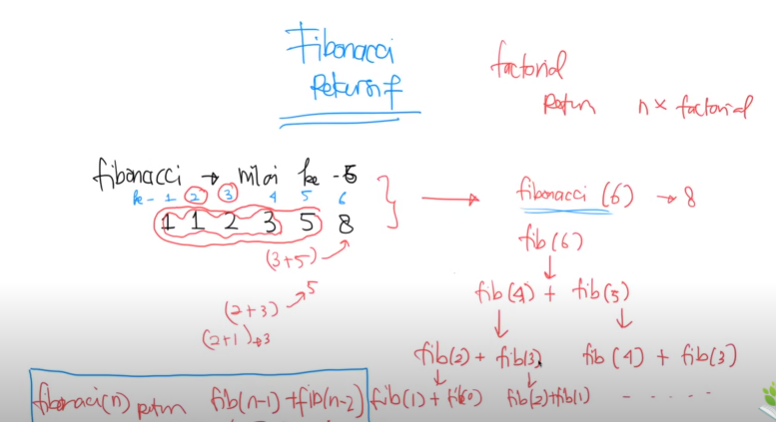 Fibonacci
Rekursif
factorial
Return n x factorial
fibonacci → nilai ke - 6
ke - 1 2 3 4 5 6
1 1 2 3 5 8
(3+5)
(2+3) → 5
(2+1) → 3
fibonacci (6) → 8
fib(6)
fib(4) + fib(5)
fib(2) + fib(3) fib(4) + fib(3)
fib(1) + fib(0) fib(2)+fib(1) - - - - -
fibonaci(n) return fib(n-1)+fib(n-2)